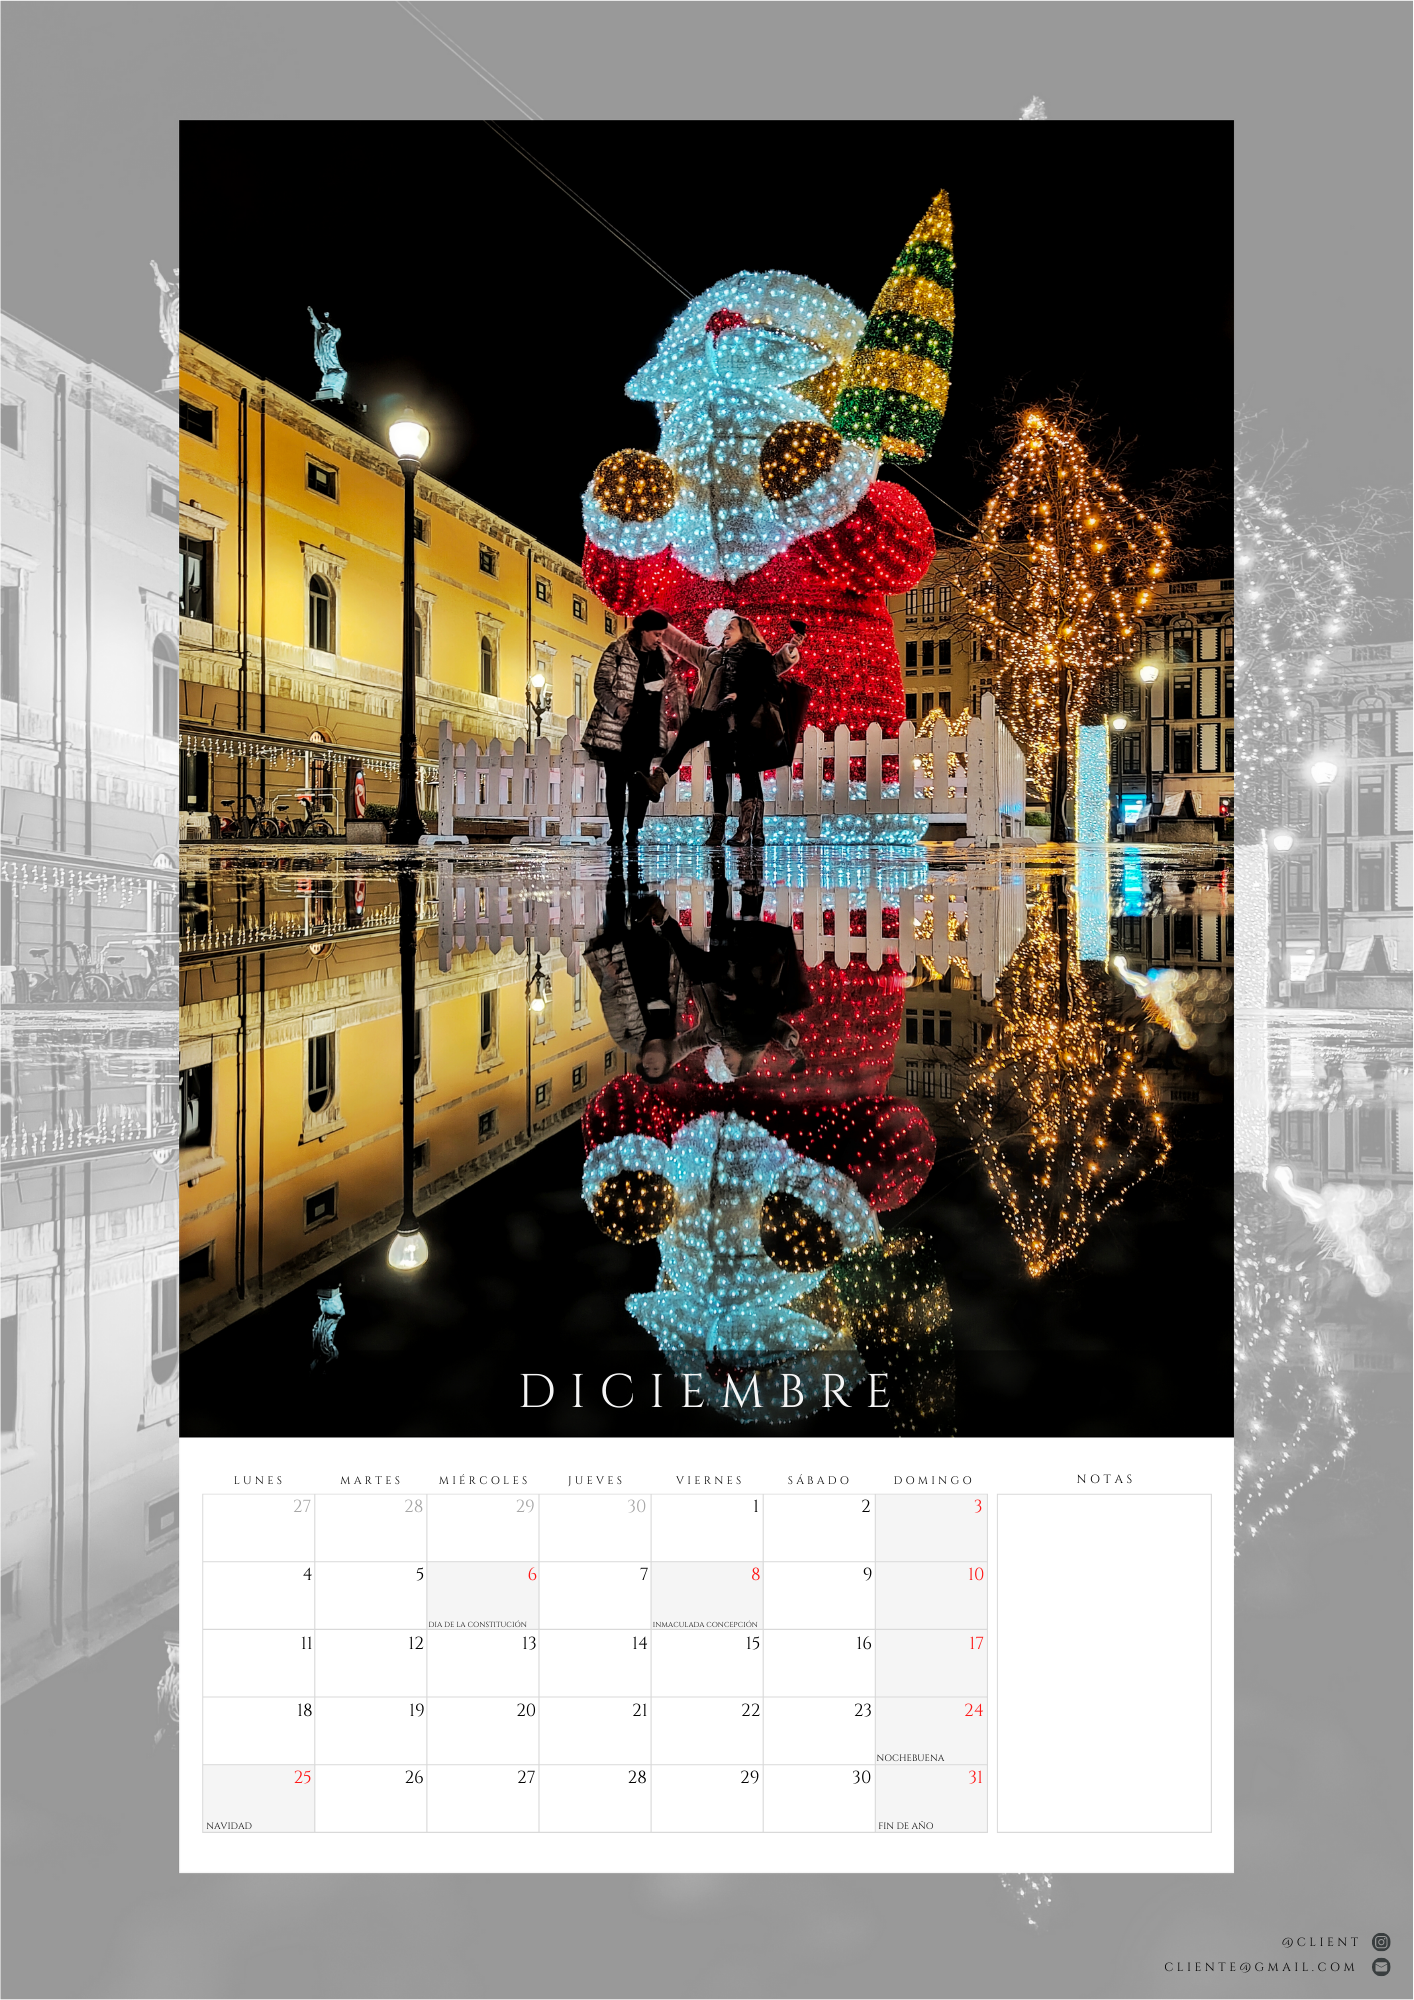 DICIEMBRE
LUNES MARTES MIÉRCOLES JUEVES VIERNES SÁBADO DOMINGO NOTAS
27 28 29 30 1 2 3
4 5 6 7 8 9 10
DIA DE LA CONSTITUCIÓN INMACULADA CONCEPCIÓN
11 12 13 14 15 16 17
18 19 20 21 22 23 24
NOCHEBUENA
25 26 27 28 29 30 31
NAVIDAD FIN DE AÑO
@CLIENT
CLIENTE@GMAIL.COM